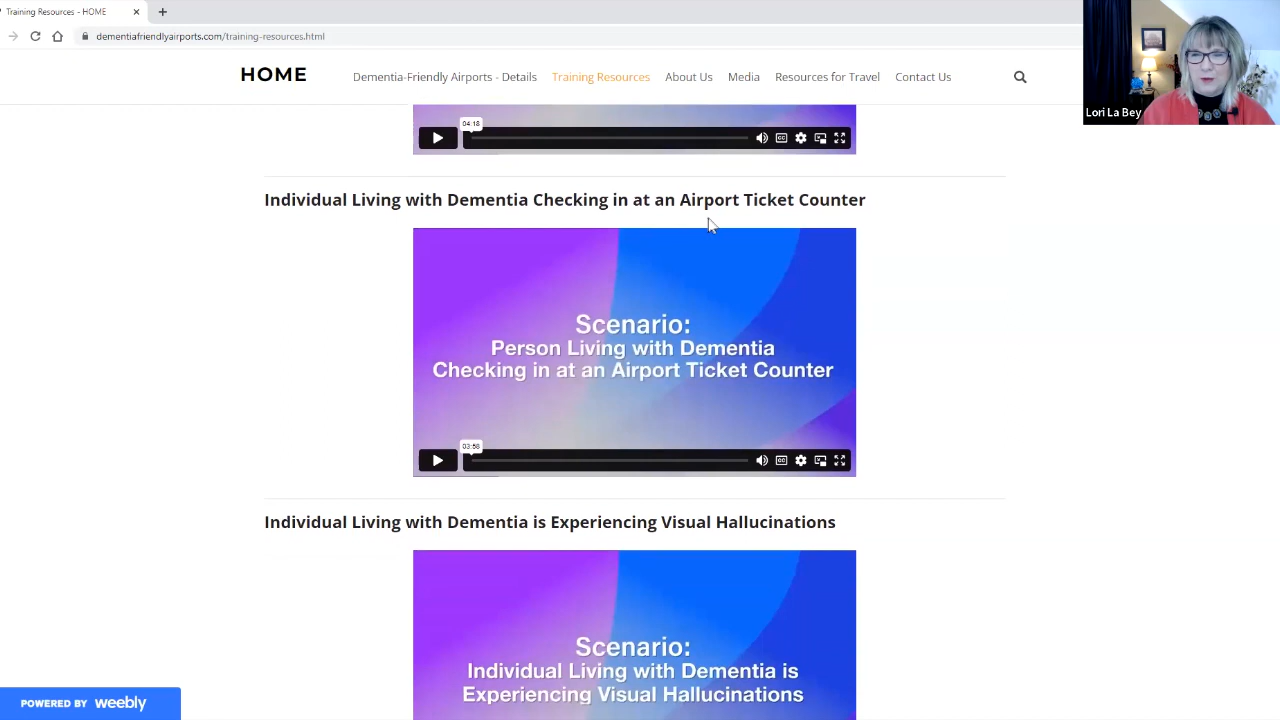 Training Resources - HOME
dementiafriendlyairports.com/training-resources.html
HOME
Dementia-Friendly Airports - Details
Training Resources
About Us
Media
Resources for Travel
Contact Us
Lori La Bey
04:18
Individual Living with Dementia Checking in at an Airport Ticket Counter
Scenario:
Person Living with Dementia
Checking in at an Airport Ticket Counter
03:56
Individual Living with Dementia is Experiencing Visual Hallucinations
Scenario:
Individual Living with Dementia is
Experiencing Visual Hallucinations
POWERED BY weebly